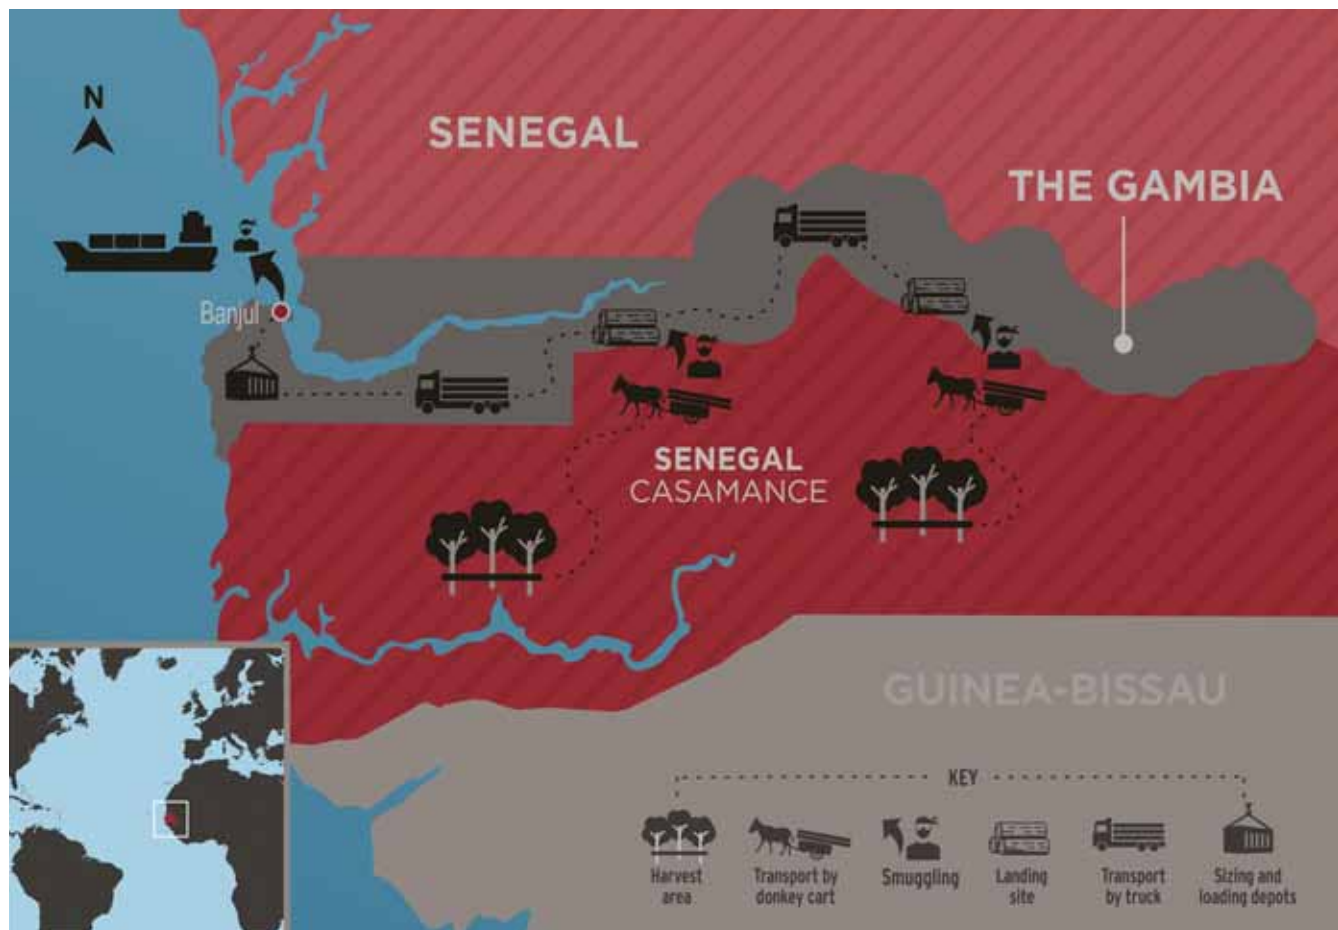 N
SENEGAL
THE GAMBIA
Banjul
SENEGAL
CASAMANCE
GUINEA-BISSAU
KEY
Harvest
area
Transport by
donkey cart
Smuggling
Landing
site
Transport
by truck
Sizing and
loading depots